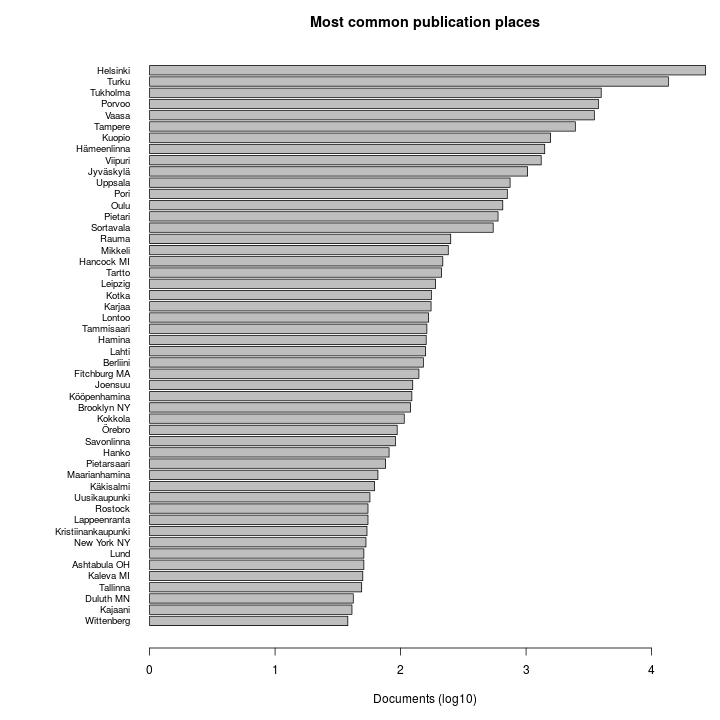 Most common publication places
Helsinki
Turku
Tukholma
Porvoo
Vaasa
Tampere
Kuopio
Hämeenlinna
Viipuri
Jyväskylä
Uppsala
Pori
Oulu
Pietari
Sortavala
Rauma
Mikkeli
Hancock MI
Tartto
Leipzig
Kotka
Karjaa
Lontoo
Tammisaari
Hamina
Lahti
Berliini
Fitchburg MA
Joensuu
Kööpenhamina
Brooklyn NY
Kokkola
Örebro
Savonlinna
Hanko
Pietarsaari
Maarianhamina
Käkisalmi
Uusikaupunki
Rostock
Lappeenranta
Kristiinankaupunki
New York NY
Lund
Ashtabula OH
Kaleva MI
Tallinna
Duluth MN
Kajaani
Wittenberg
0 1 2 3 4
Documents (log10)